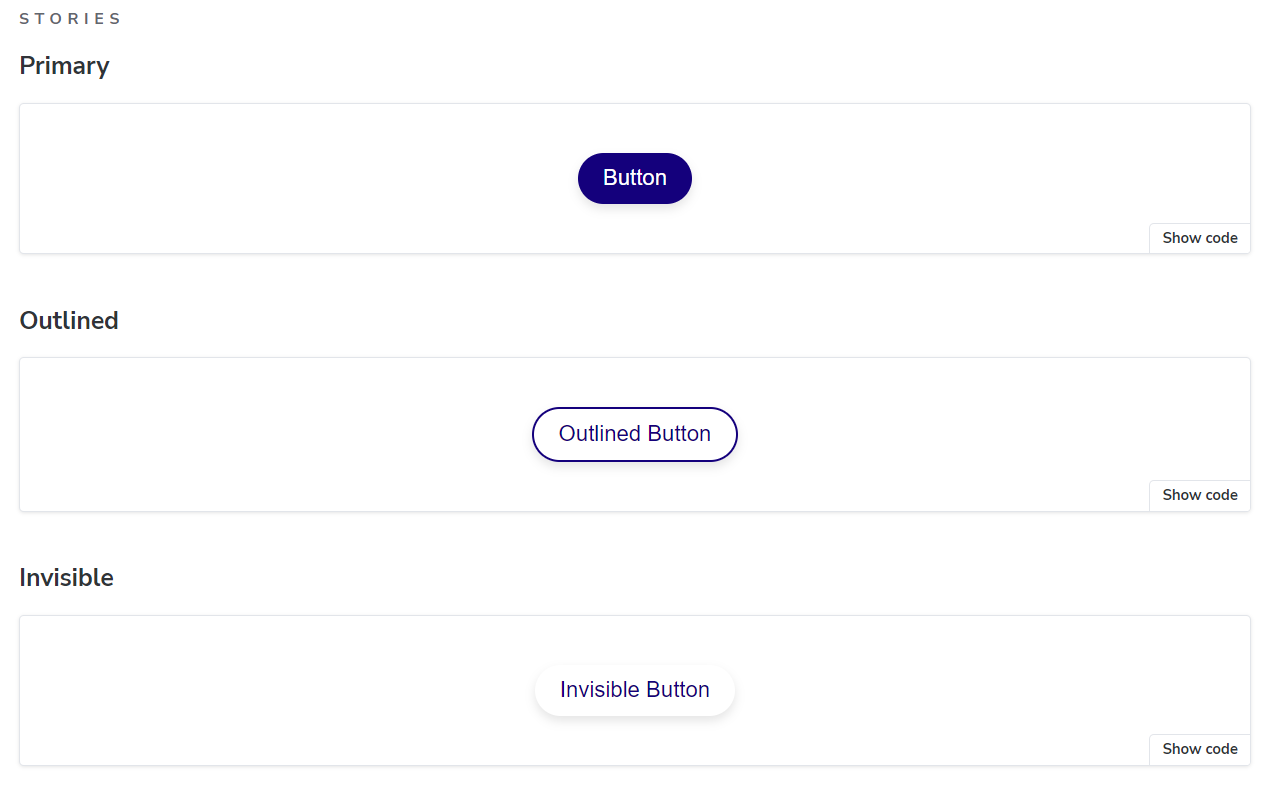 STORIES
Primary
Button
Show code
Outlined
Outlined Button
Show code
Invisible
Invisible Button
Show code